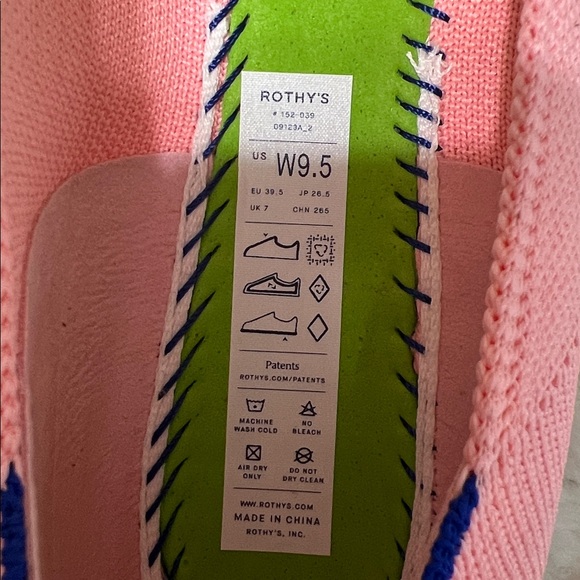 ROTHY'S
# 152-039
D9123A_2
US W9.5
EU 39.5 JP 26.5
UK 7 CHN 265
Patents
ROTHYS.COM/PATENTS
MACHINE WASH COLD
NO BLEACH
AIR DRY ONLY
DO NOT DRY CLEAN
WWW.ROTHYS.COM
MADE IN CHINA
ROTHY'S, INC.